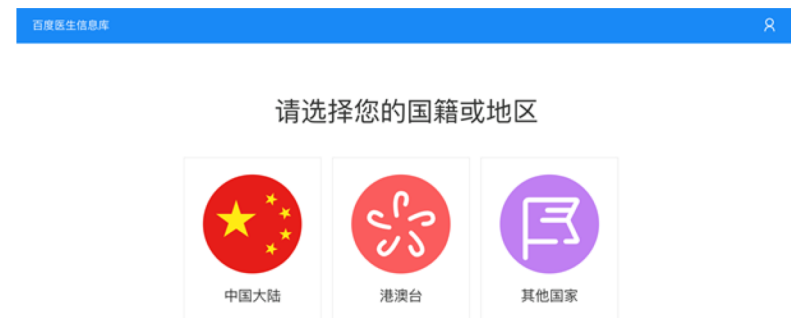 百度医生信息库
请选择您的国籍或地区
中国大陆
港澳台
其他国家